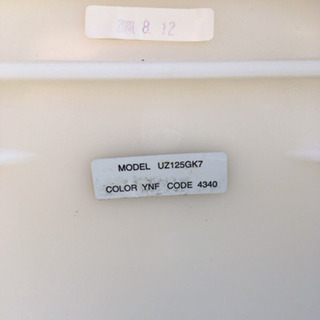 8.12
MODEL UZ125GK7
COLOR YNF CODE 4340